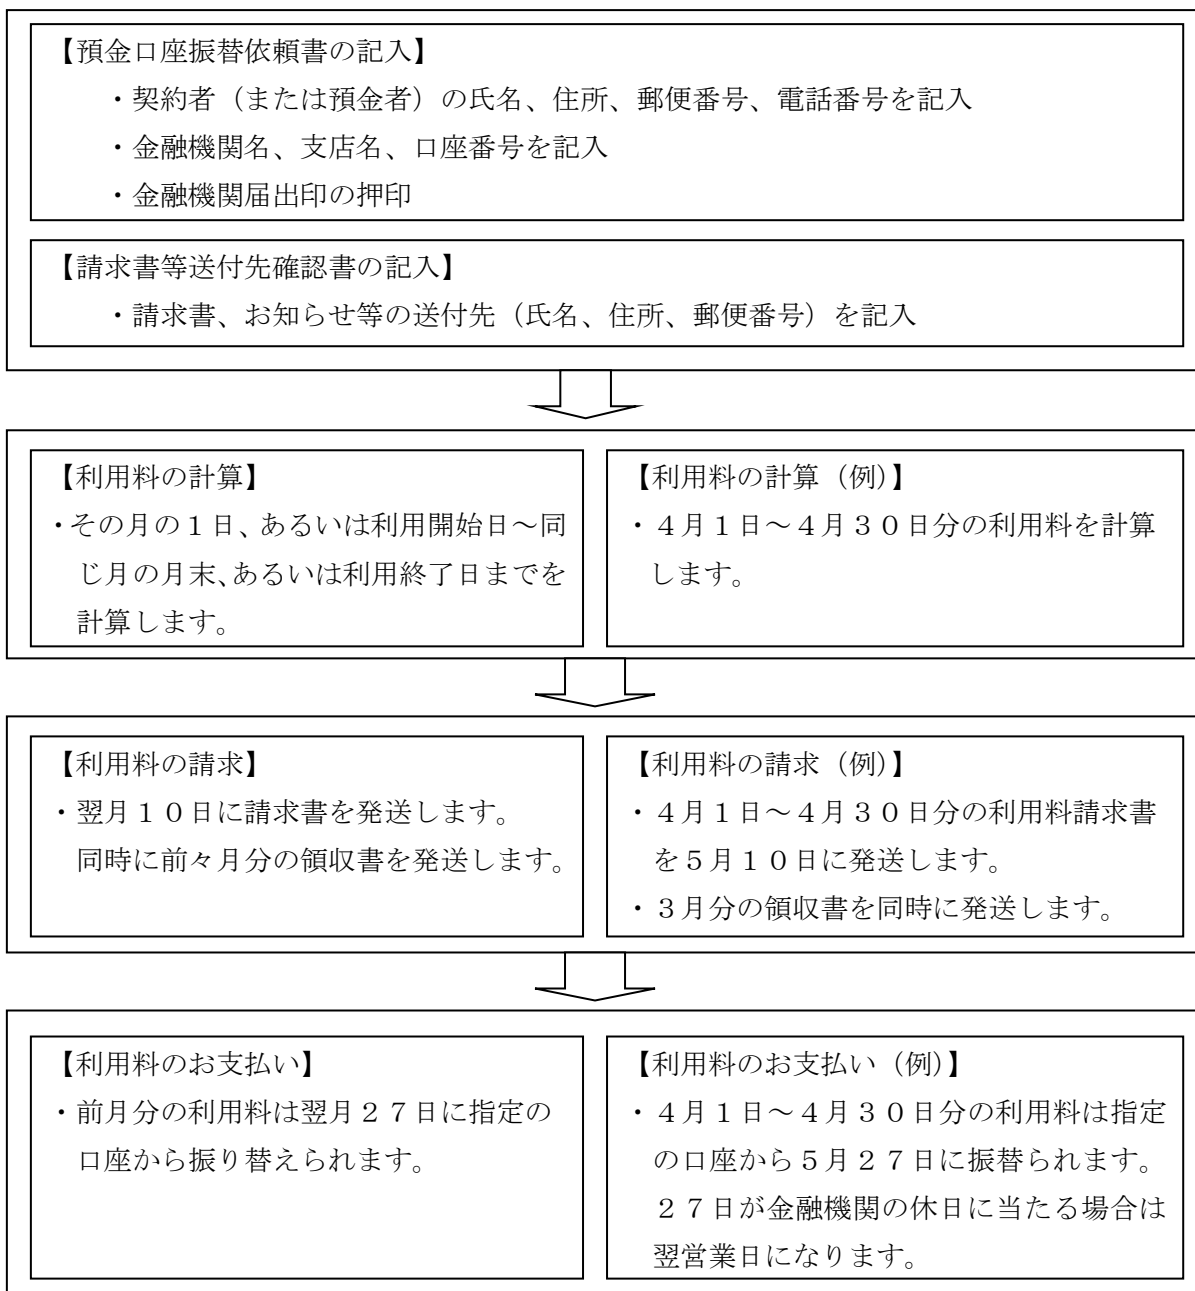 【預金口座振替依頼書の記入】
・契約者（または預金者）の氏名、住所、郵便番号、電話番号を記入
・金融機関名、支店名、口座番号を記入
・金融機関届出印の押印
【請求書等送付先確認書の記入】
・請求書、お知らせ等の送付先（氏名、住所、郵便番号）を記入
【利用料の計算】
・その月の１日、あるいは利用開始日～同
じ月の月末、あるいは利用終了日までを
計算します。
【利用料の計算（例）】
・４月１日～４月３０日分の利用料を計算
します。
【利用料の請求】
・翌月１０日に請求書を発送します。
同時に前々月分の領収書を発送します。
【利用料の請求（例）】
・４月１日～４月３０日分の利用料請求書
を５月１０日に発送します。
・３月分の領収書を同時に発送します。
【利用料のお支払い】
・前月分の利用料は翌月２７日に指定の
口座から振り替えられます。
【利用料のお支払い（例）】
・４月１日～４月３０日分の利用料は指定
の口座から５月２７日に振替られます。
２７日が金融機関の休日に当たる場合は
翌営業日になります。